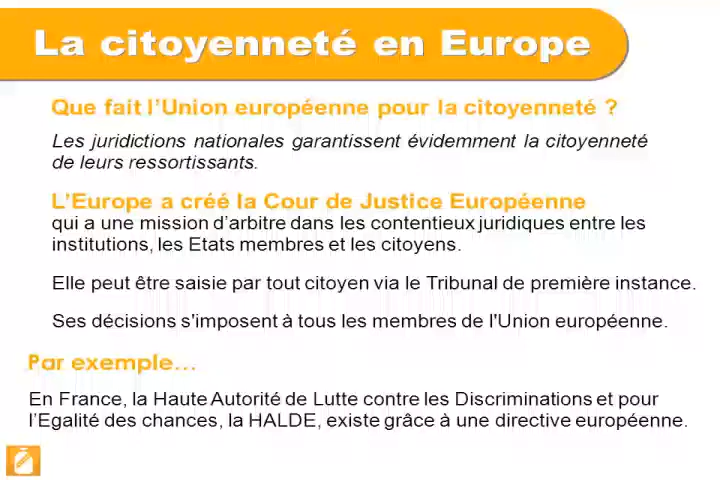 La citoyenneté en Europe
Que fait l’Union européenne pour la citoyenneté ?
Les juridictions nationales garantissent évidemment la citoyenneté
de leurs ressortissants.
L’Europe a créé la Cour de Justice Européenne
qui a une mission d’arbitre dans les contentieux juridiques entre les
institutions, les Etats membres et les citoyens.
Elle peut être saisie par tout citoyen via le Tribunal de première instance.
Ses décisions s'imposent à tous les membres de l'Union européenne.
Par exemple…
En France, la Haute Autorité de Lutte contre les Discriminations et pour
l’Egalité des chances, la HALDE, existe grâce à une directive européenne.